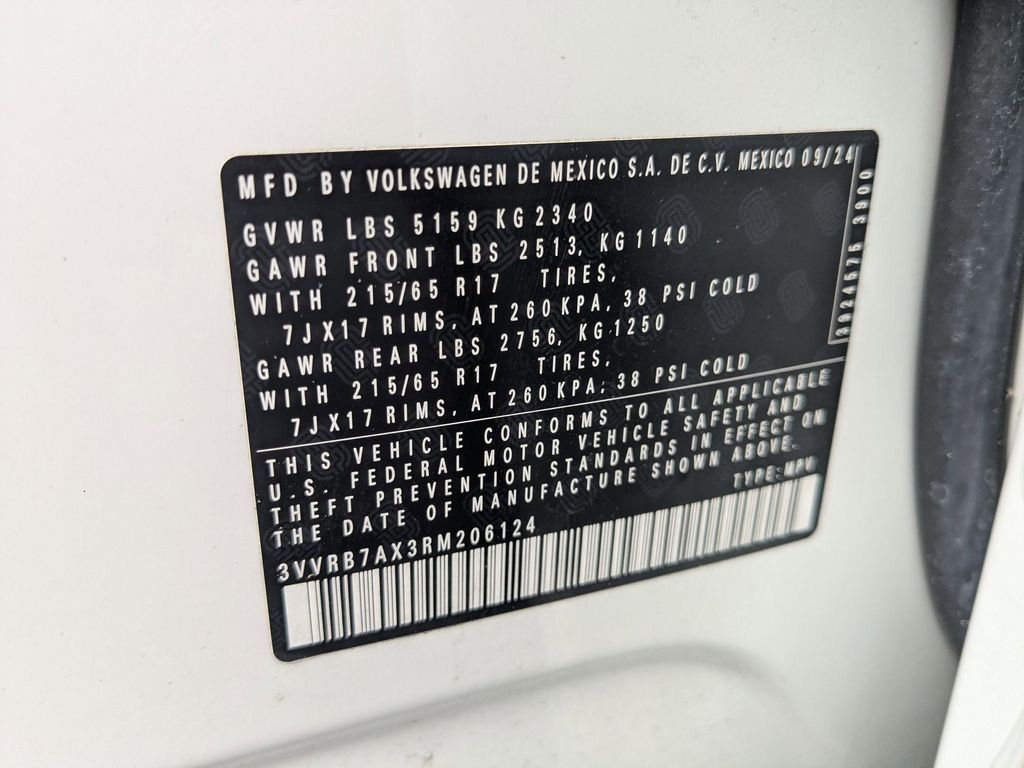 MFD BY VOLKSWAGEN DE MEXICO S.A. DE C.V. MEXICO 09/24
GVWR LBS 5159 KG 2340
GAWR FRONT LBS 2513, KG 1140
WITH 215/65 R17 TIRES,
7JX17 RIMS, AT 260 KPA, 38 PSI COLD
GAWR REAR LBS 2756, KG 1250
WITH 215/65 R17 TIRES,
7JX17 RIMS, AT 260 KPA, 38 PSI COLD
3924675 3900
THIS VEHICLE CONFORMS TO ALL APPLICABLE
U.S. FEDERAL MOTOR VEHICLE SAFETY AND
THEFT PREVENTION STANDARDS IN EFFECT ON
THE DATE OF MANUFACTURE SHOWN ABOVE.
3VVRB7AX3RM206124 TYPE: MPV